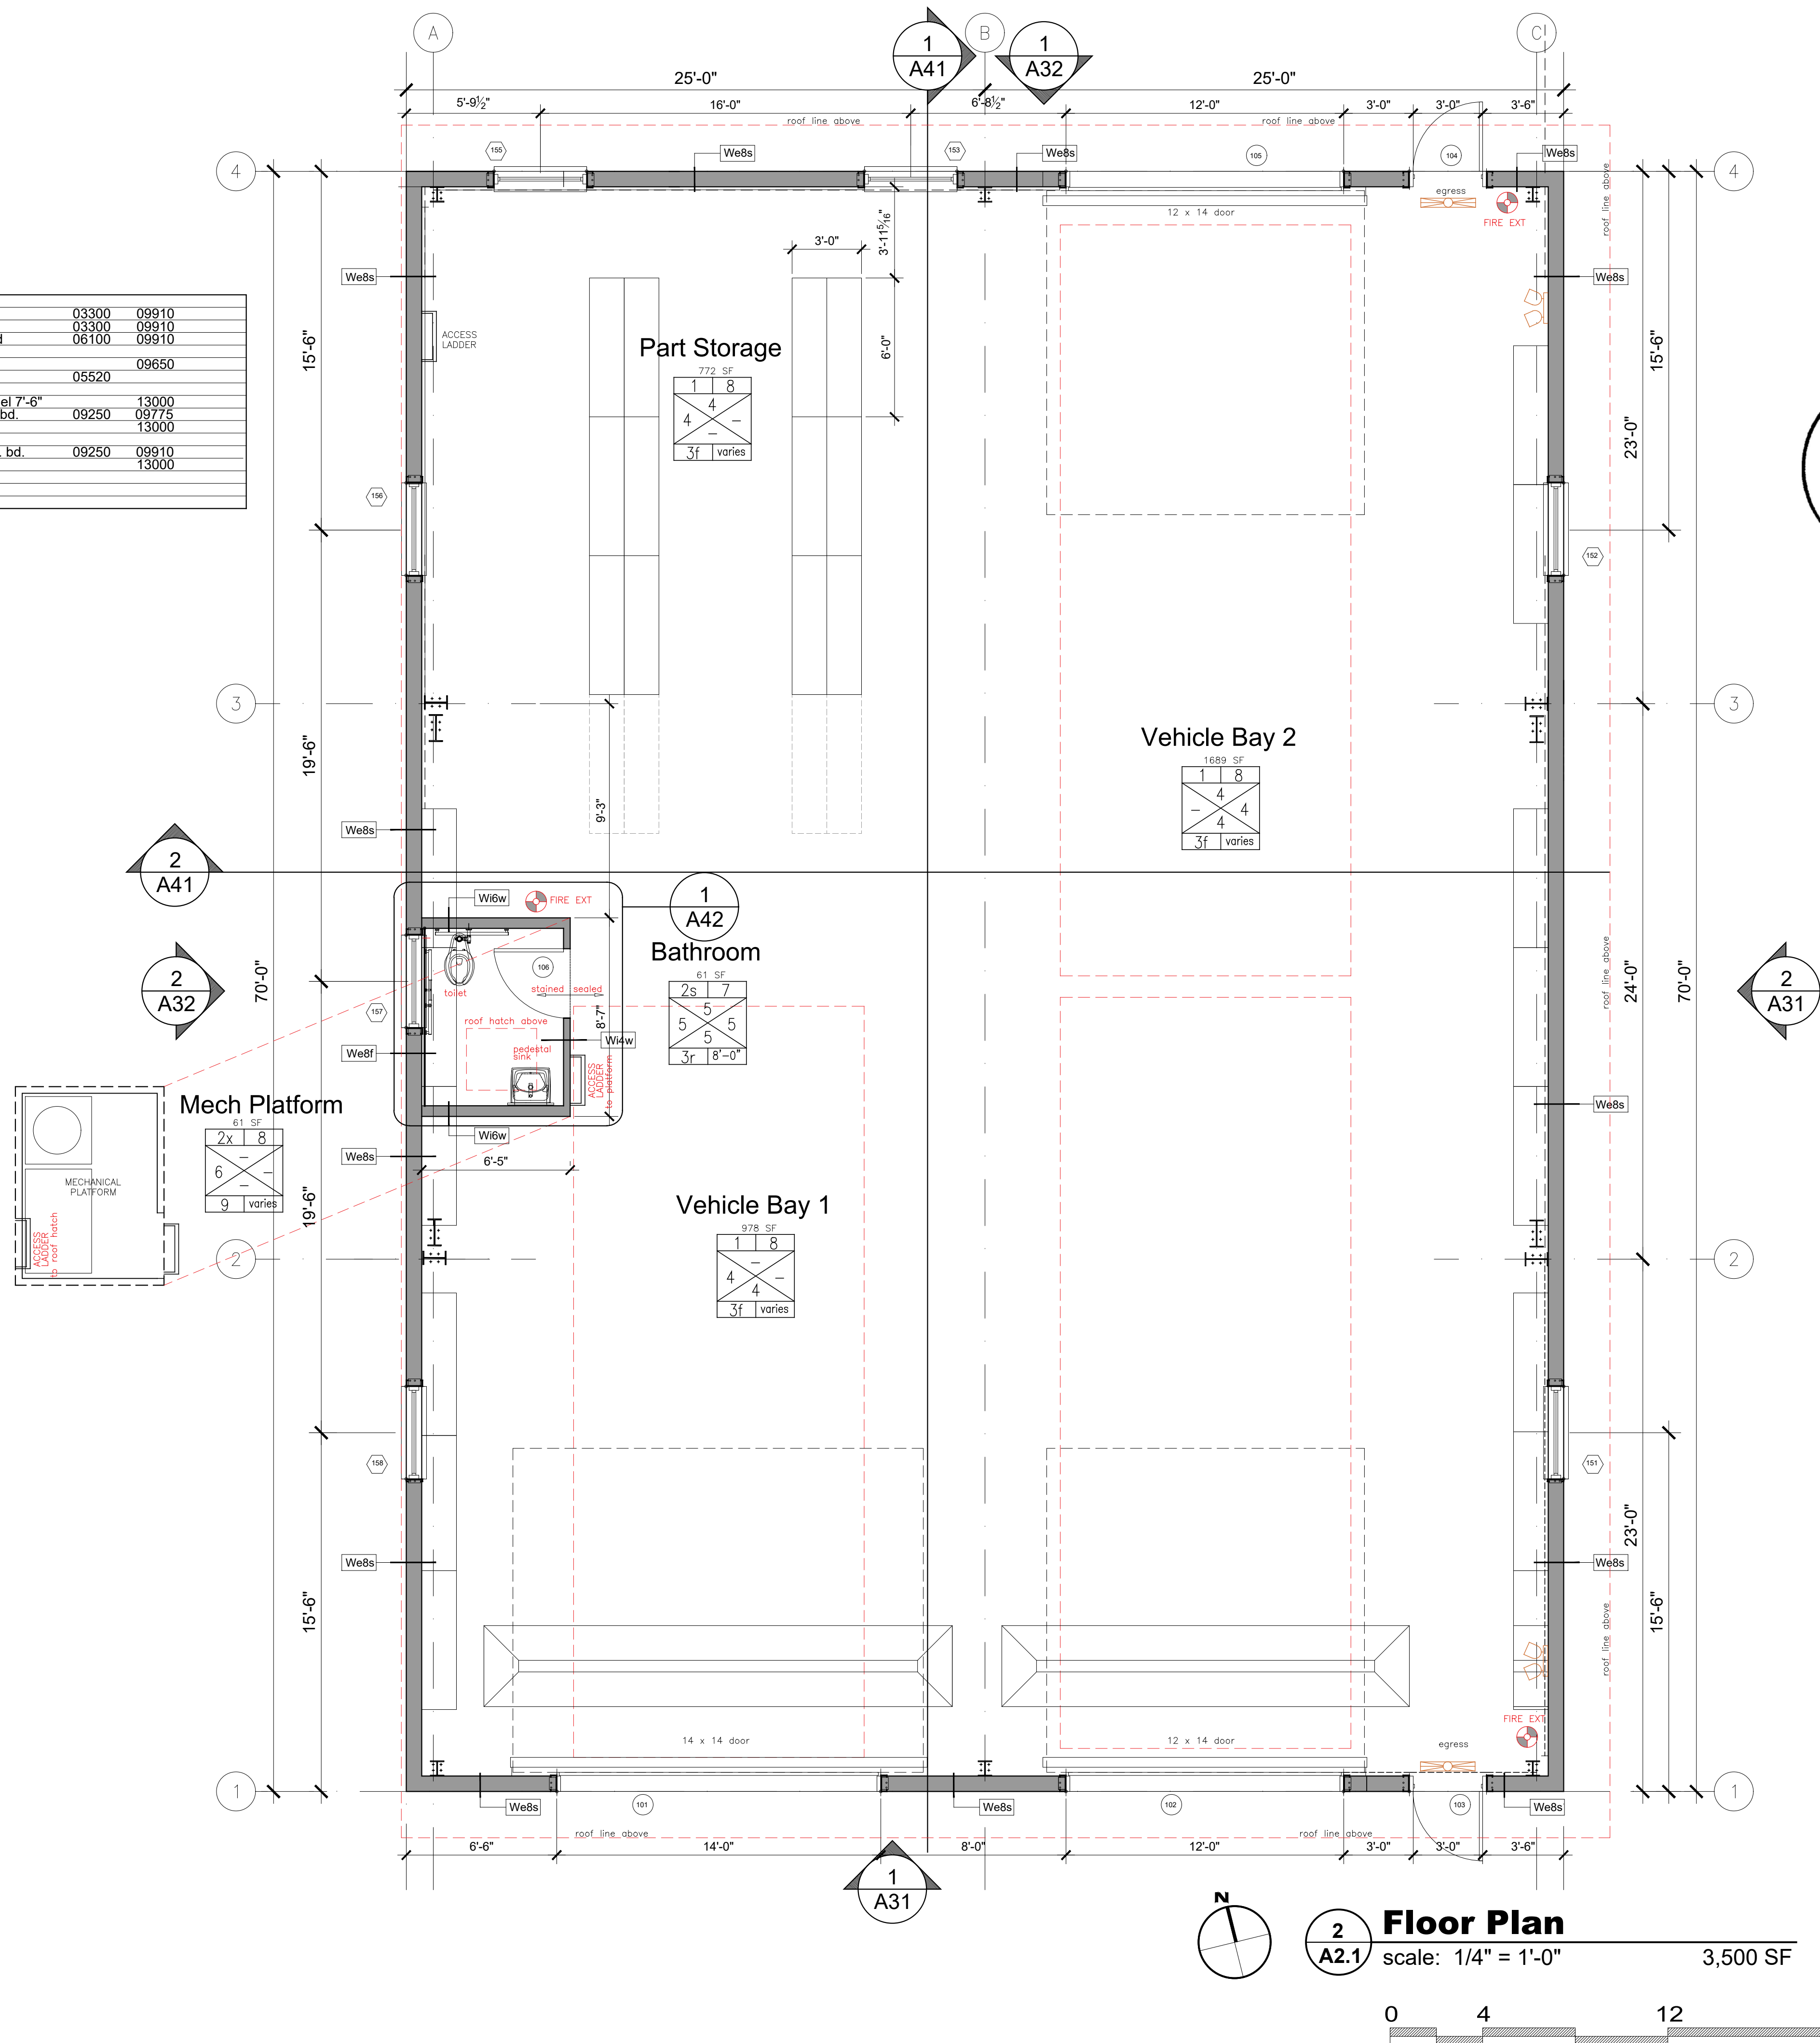 A
1
A41
B
1
A32
C
25'-0"
25'-0"
5'-9½"
16'-0"
6'-8½"
12'-0"
3'-0"
3'-0"
3'-6"
roof line above
roof line above
155
We8s
153
We8s
105
104
We8s
4
4
egress
FIRE EXT
12 x 14 door
roof line above
3'-0"
3'-11 5/16"
We8s
We8s
03300 09910
03300 09910
d 06100 09910
09650
05520
el 7'-6" 13000
bd. 09250 09775
13000
. bd. 09250 09910
13000
ACCESS
LADDER
15'-6"
Part Storage
772 SF
1 8
4
4 -
-
3f varies
6'-0"
15'-6"
23'-0"
156
152
3
3
19'-6"
Vehicle Bay 2
1689 SF
1 8
4
- 4
4
3f varies
9'-3"
We8s
2
A41
Wi6w
FIRE EXT
1
A42
Bathroom
61 SF
2s 7
5
5 5
5
3r 8'-0"
2
A32
70'-0"
106
toilet
stained sealed
157
roof hatch above
8'-7"
Wi4w
pedestal
sink
We8f
ACCESS
LADDER
to platform
roof line above
24'-0"
70'-0"
2
A31
Mech Platform
61 SF
2x 8
-
6 -
-
9 varies
MECHANICAL
PLATFORM
ACCESS
LADDER
to roof hatch
Wi6w
We8s
6'-5"
We8s
19'-6"
Vehicle Bay 1
978 SF
1 8
-
4 -
4
3f varies
2
2
158
151
We8s
We8s
15'-6"
23'-0"
15'-6"
roof line above
FIRE EXT
14 x 14 door
12 x 14 door
egress
1
1
We8s
101
We8s
102
103
We8s
roof line above
roof line above
6'-6"
14'-0"
8'-0"
12'-0"
3'-0"
3'-0"
3'-6"
1
A31
N
2
A2.1
Floor Plan
scale: 1/4" = 1'-0"
3,500 SF
0 4 12